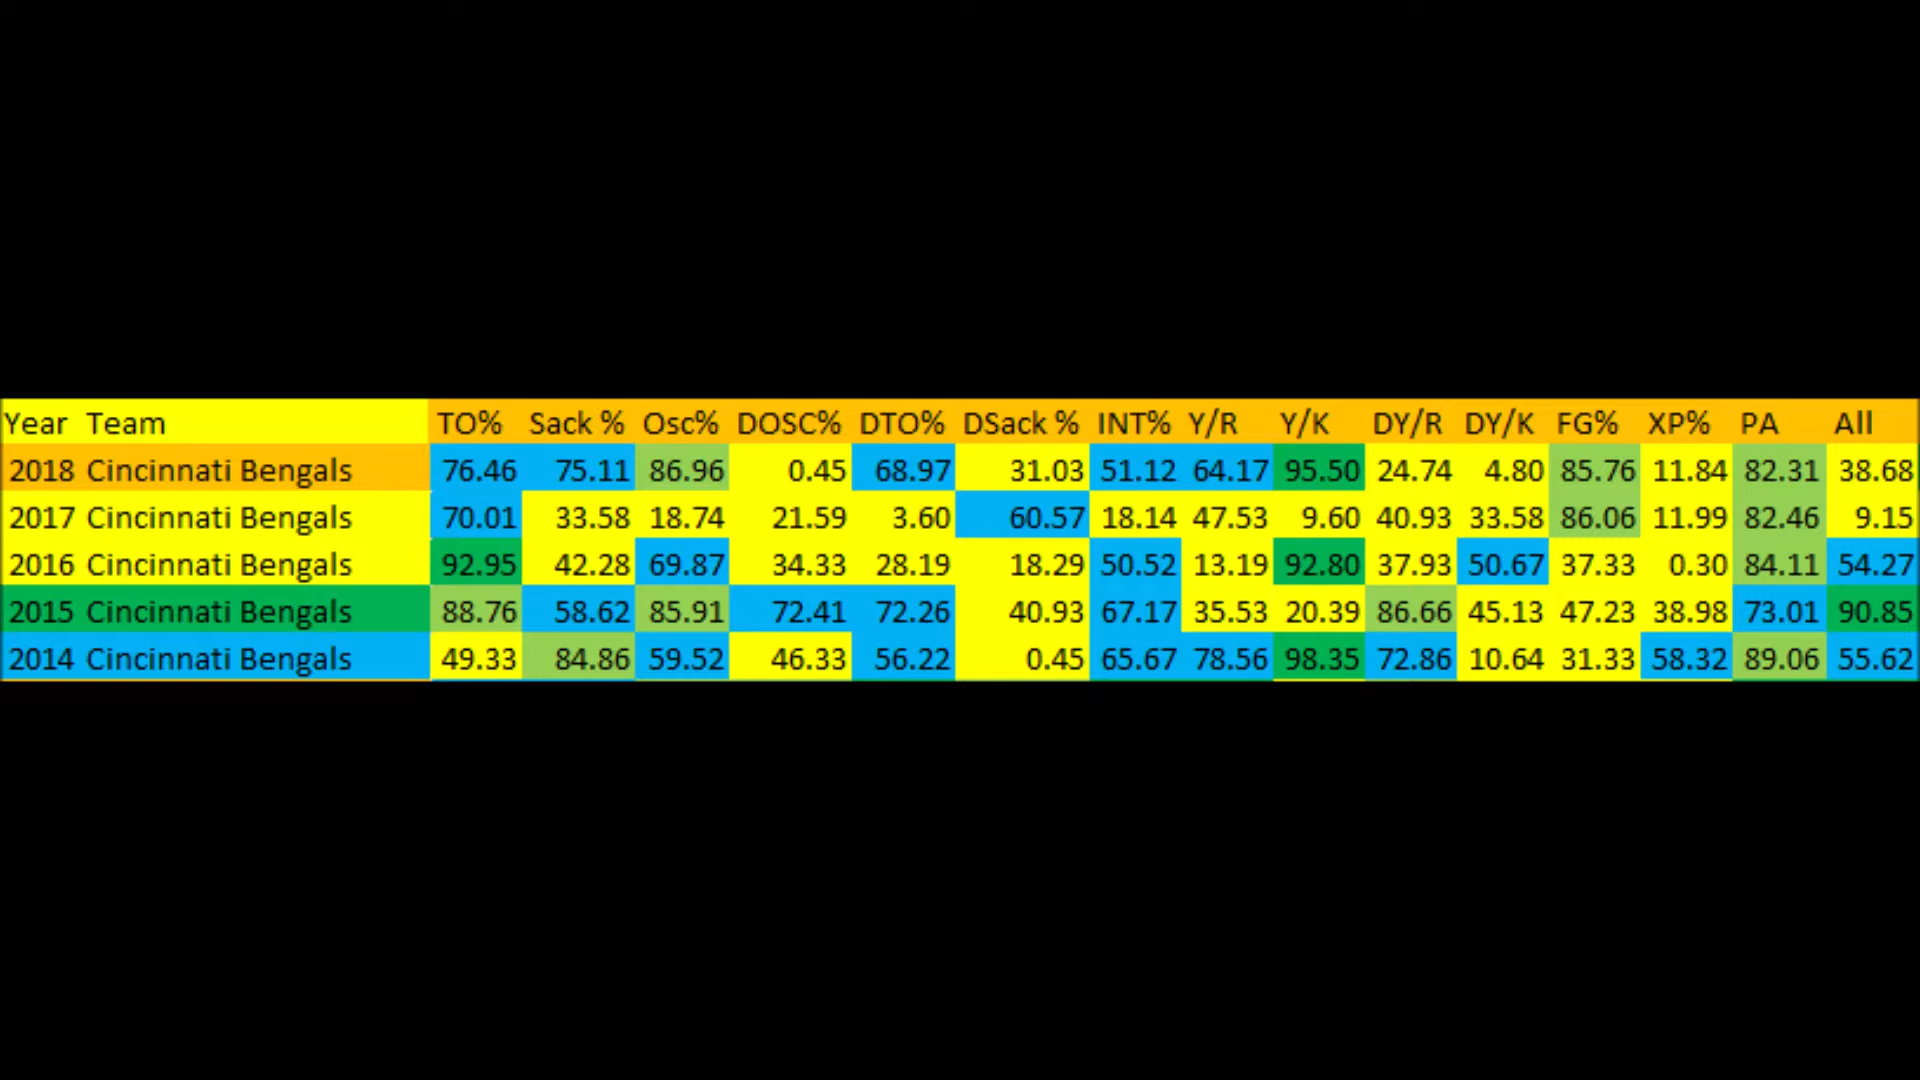 Year Team TO% Sack % Osc% DOSC% DTO% DSack % INT% Y/R Y/K DY/R DY/K FG% XP% PA All
2018 Cincinnati Bengals 76.46 75.11 86.96 0.45 68.97 31.03 51.12 64.17 95.50 24.74 4.80 85.76 11.84 82.31 38.68
2017 Cincinnati Bengals 70.01 33.58 18.74 21.59 3.60 60.57 18.14 47.53 9.60 40.93 33.58 86.06 11.99 82.46 9.15
2016 Cincinnati Bengals 92.95 42.28 69.87 34.33 28.19 18.29 50.52 13.19 92.80 37.93 50.67 37.33 0.30 84.11 54.27
2015 Cincinnati Bengals 88.76 58.62 85.91 72.41 72.26 40.93 67.17 35.53 20.39 86.66 45.13 47.23 38.98 73.01 90.85
2014 Cincinnati Bengals 49.33 84.86 59.52 46.33 56.22 0.45 65.67 78.56 98.35 72.86 10.64 31.33 58.32 89.06 55.62